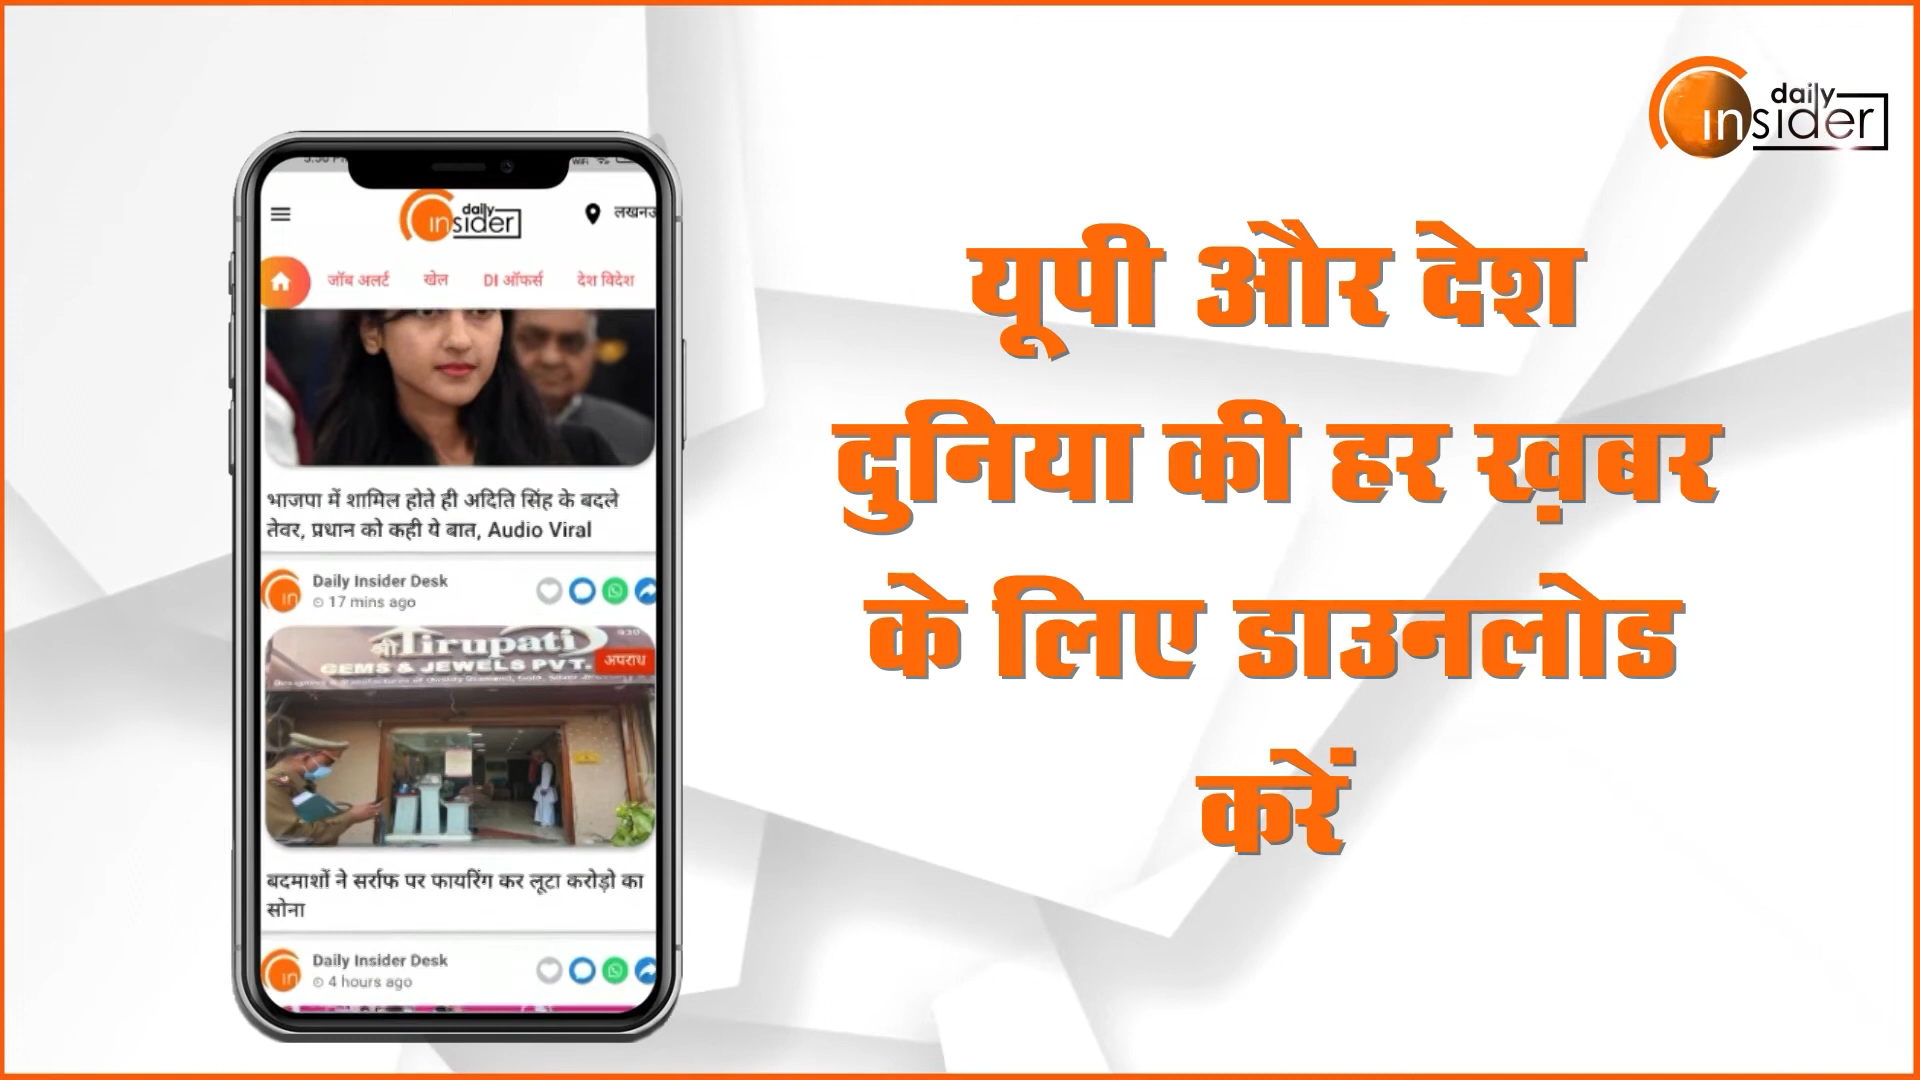 daily
insider
यूपी और देश
दुनिया की हर ख़बर
के लिए डाउनलोड
करें
daily
insider
जॉब अलर्ट खेल DI ऑफर्स देश विदेश
भाजपा में शामिल होते ही अदिति सिंह के बदले
तेवर, प्रधान को कही ये बात, Audio Viral
Daily Insider Desk
17 mins ago
श्री Tirupati
GEMS & JEWELS PVT.
अपराध
बदमाशों ने सर्राफ पर फायरिंग कर लूटा करोड़ो का
सोना
Daily Insider Desk
4 hours ago